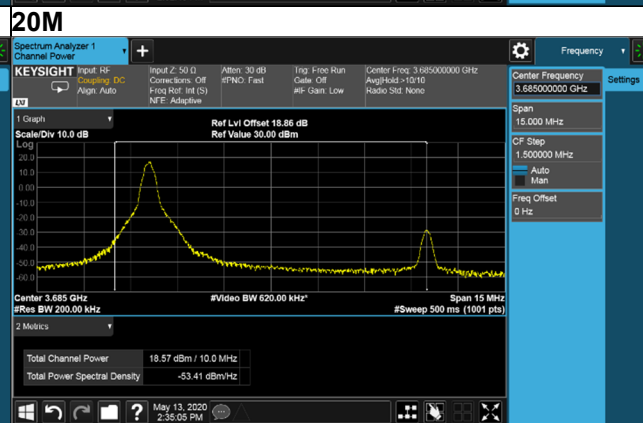 20M
Spectrum Analyzer 1
Channel Power
Frequency
KEYSIGHT
Input: RF
Coupling: DC
Align: Auto
Input Z: 50 Ω
Corrections: Off
Freq Ref: Int (S)
NFE: Adaptive
Atten: 30 dB
#PNO: Fast
Trig: Free Run
Gate: Off
#IF Gain: Low
Center Freq: 3.685000000 GHz
Avg|Hold:>10/10
Radio Std: None
LXI
Center Frequency
3.685000000 GHz
Settings
Span
15.000 MHz
CF Step
1.500000 MHz
Auto
Man
Freq Offset
0 Hz
1 Graph
Scale/Div 10.0 dB
Ref Lvl Offset 18.86 dB
Ref Value 30.00 dBm
Log
20.0
10.0
0.00
-10.0
-20.0
-30.0
-40.0
-50.0
-60.0
Center 3.685 GHz
#Res BW 200.00 kHz
#Video BW 620.00 kHz*
Span 15 MHz
#Sweep 500 ms (1001 pts)
2 Metrics
Total Channel Power 18.57 dBm / 10.0 MHz
Total Power Spectral Density -53.41 dBm/Hz
May 13, 2020
2:35:05 PM